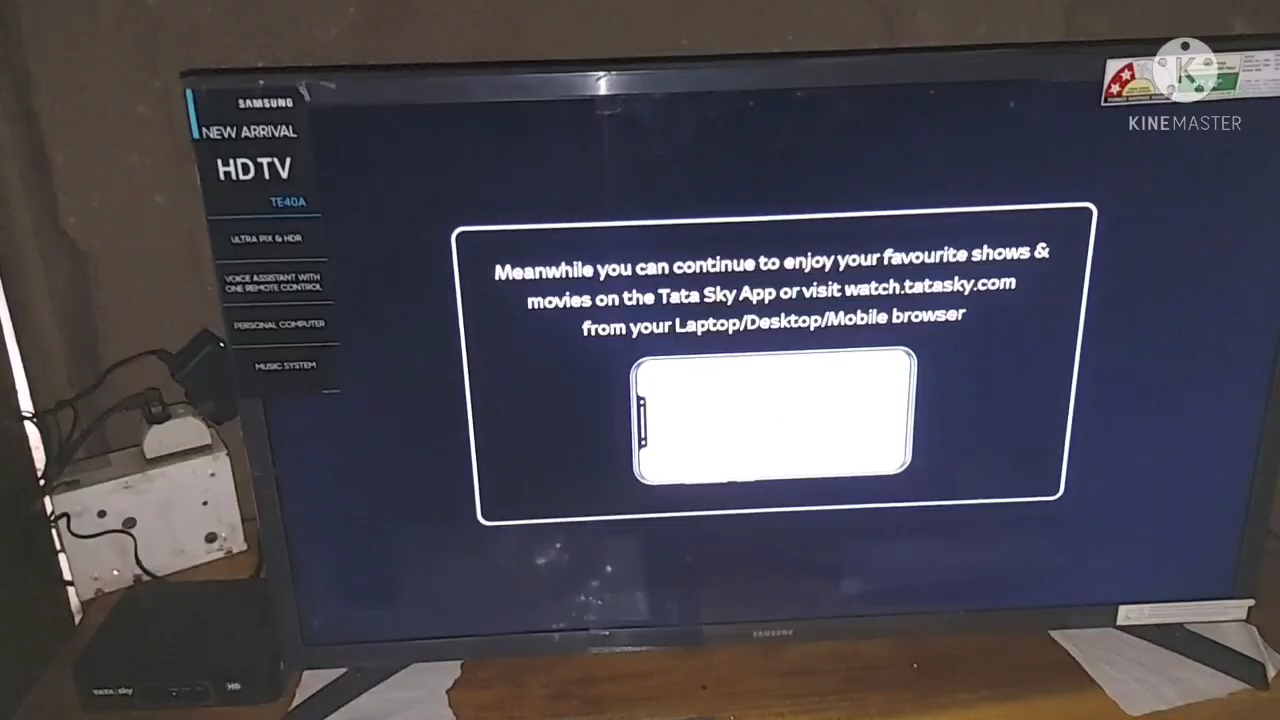 SAMSUNG
NEW ARRIVAL
HD TV
TE40A
ULTRA PIX & HDR
VOICE ASSISTANT WITH
ONE REMOTE CONTROL
PERSONAL COMPUTER
MUSIC SYSTEM
KINEMASTER
Meanwhile you can continue to enjoy your favourite shows &
movies on the Tata Sky App or visit watch.tatasky.com
from your Laptop/Desktop/Mobile browser
SAMSUNG
TATA sky
HD